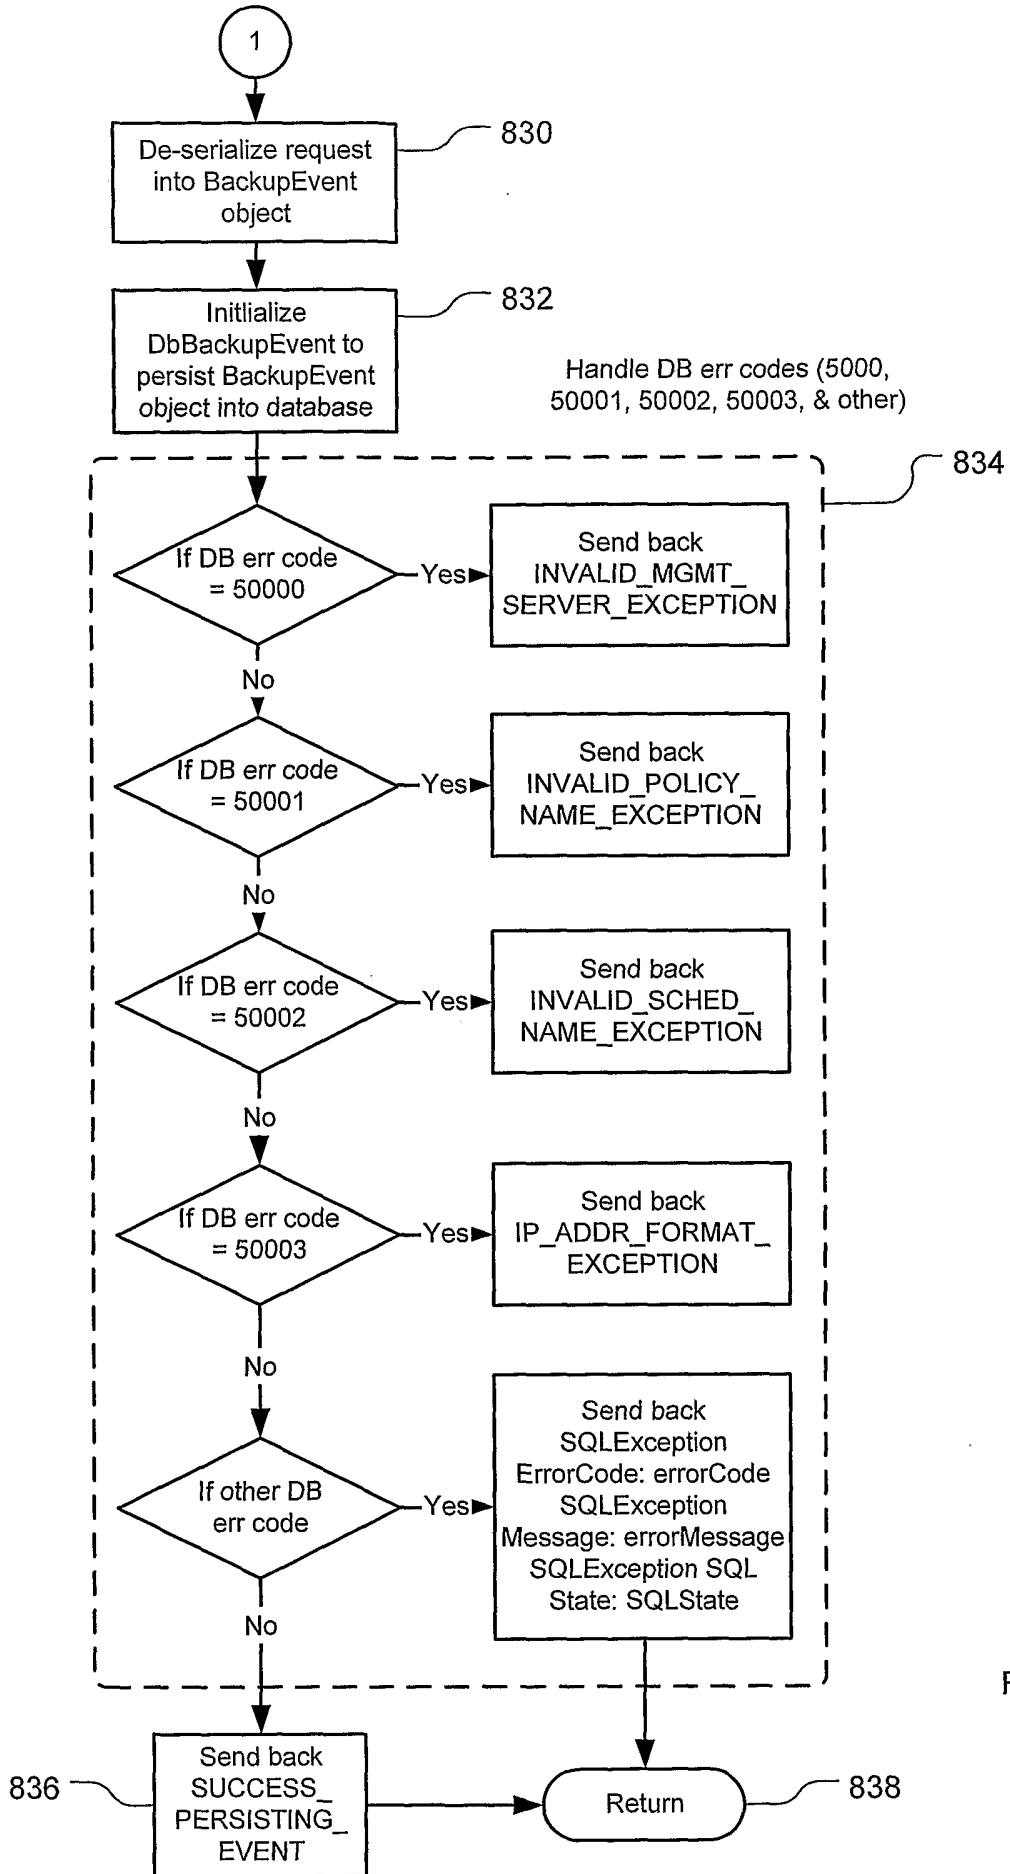 1
De-serialize request
into BackupEvent
object
830
Initlialize
DbBackupEvent to
persist BackupEvent
object into database
832
Handle DB err codes (5000,
50001, 50002, 50003, & other)
834
If DB err code
= 50000
Yes
Send back
INVALID_MGMT_
SERVER_EXCEPTION
No
If DB err code
= 50001
Yes
Send back
INVALID_POLICY_
NAME_EXCEPTION
No
If DB err code
= 50002
Yes
Send back
INVALID_SCHED_
NAME_EXCEPTION
No
If DB err code
= 50003
Yes
Send back
IP_ADDR_FORMAT_
EXCEPTION
No
If other DB
err code
Yes
Send back
SQLException
ErrorCode: errorCode
SQLException
Message: errorMessage
SQLException SQL
State: SQLState
No
F
836
Send back
SUCCESS_
PERSISTING_
EVENT
Return
838